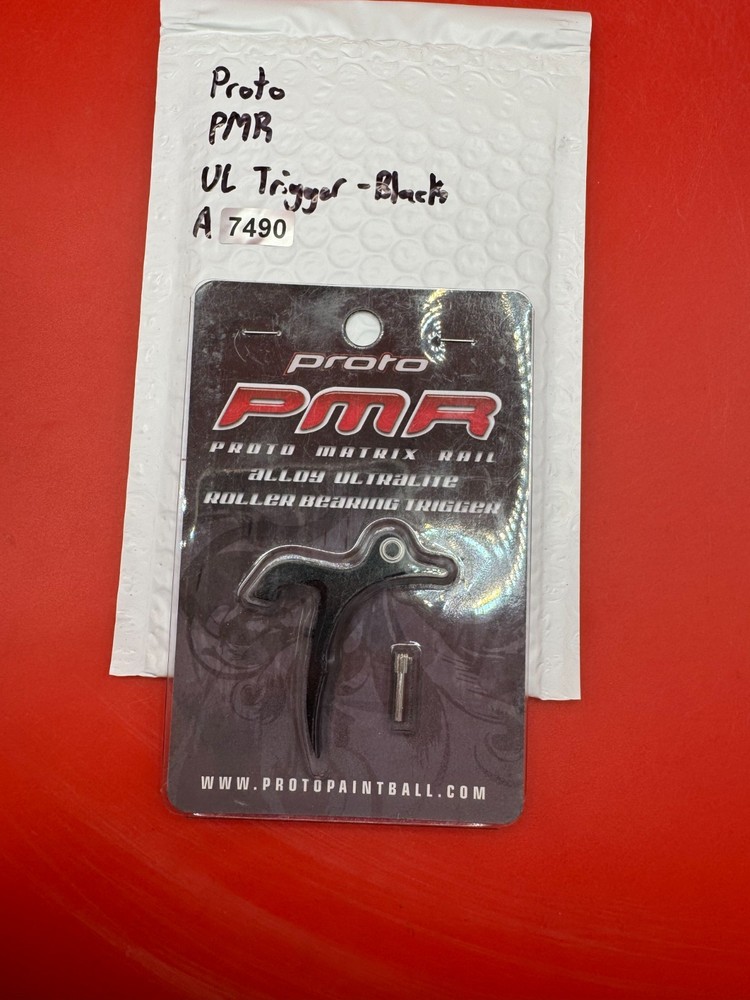 Proto
PMR
UL Trigger - Black
A 7490
proto
PMR
PROTO MATRIX RAIL
ALLOY ULTRALITE
ROLLER BEARING TRIGGER
WWW.PROTOPAINTBALL.COM